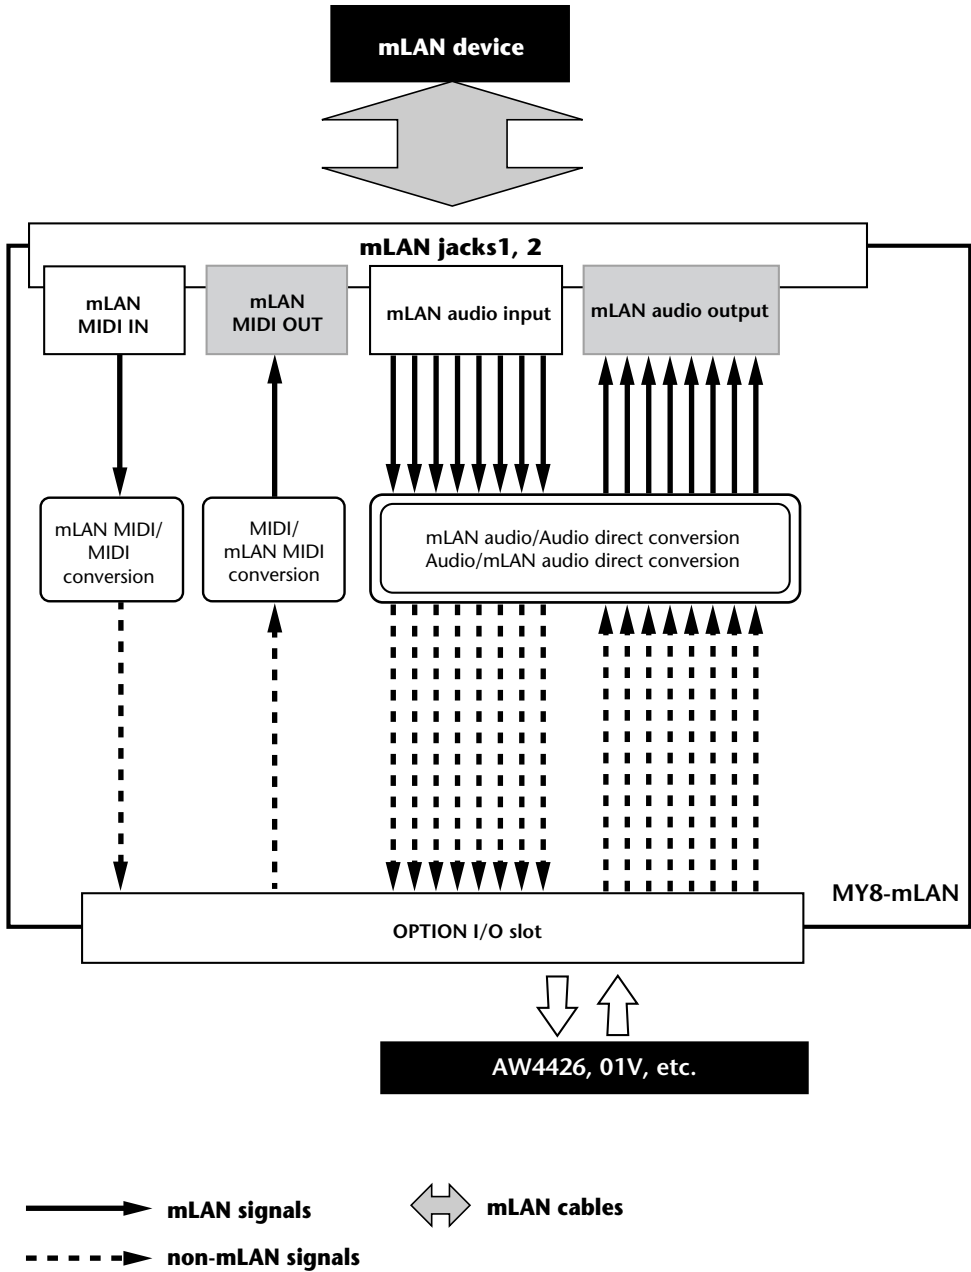 mLAN device
mLAN jacks1, 2
mLAN
MIDI IN
mLAN
MIDI OUT
mLAN audio input
mLAN audio output
mLAN MIDI/
MIDI
conversion
MIDI/
mLAN MIDI
conversion
mLAN audio/Audio direct conversion
Audio/mLAN audio direct conversion
MY8-mLAN
OPTION I/O slot
AW4426, 01V, etc.
mLAN signals
mLAN cables
non-mLAN signals